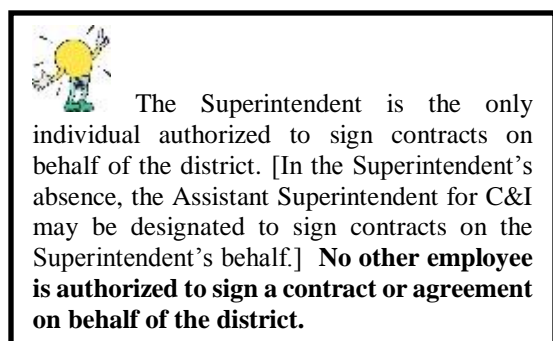 The Superintendent is the only
individual authorized to sign contracts on
behalf of the district. [In the Superintendent's
absence, the Assistant Superintendent for C&I
may be designated to sign contracts on the
Superintendent's behalf.] No other employee
is authorized to sign a contract or agreement
on behalf of the district.